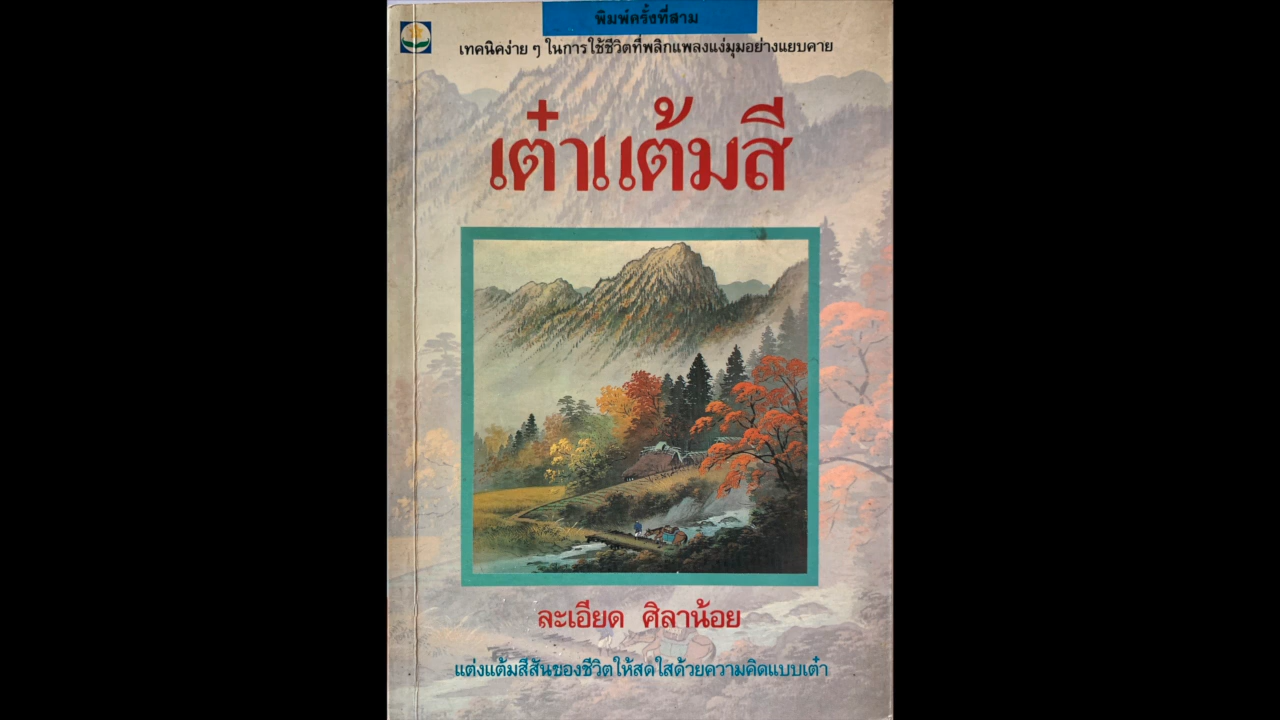 พิมพ์ครั้งที่สาม
เทคนิคง่าย ๆ ในการใช้ชีวิตที่พลิกแพลงแง่มุมอย่างแยบคาย
เต๋าแต้มสี
ละเอียด ศิลาน้อย
แต่งแต้มสีสันของชีวิตให้สดใสด้วยความคิดแบบเต๋า